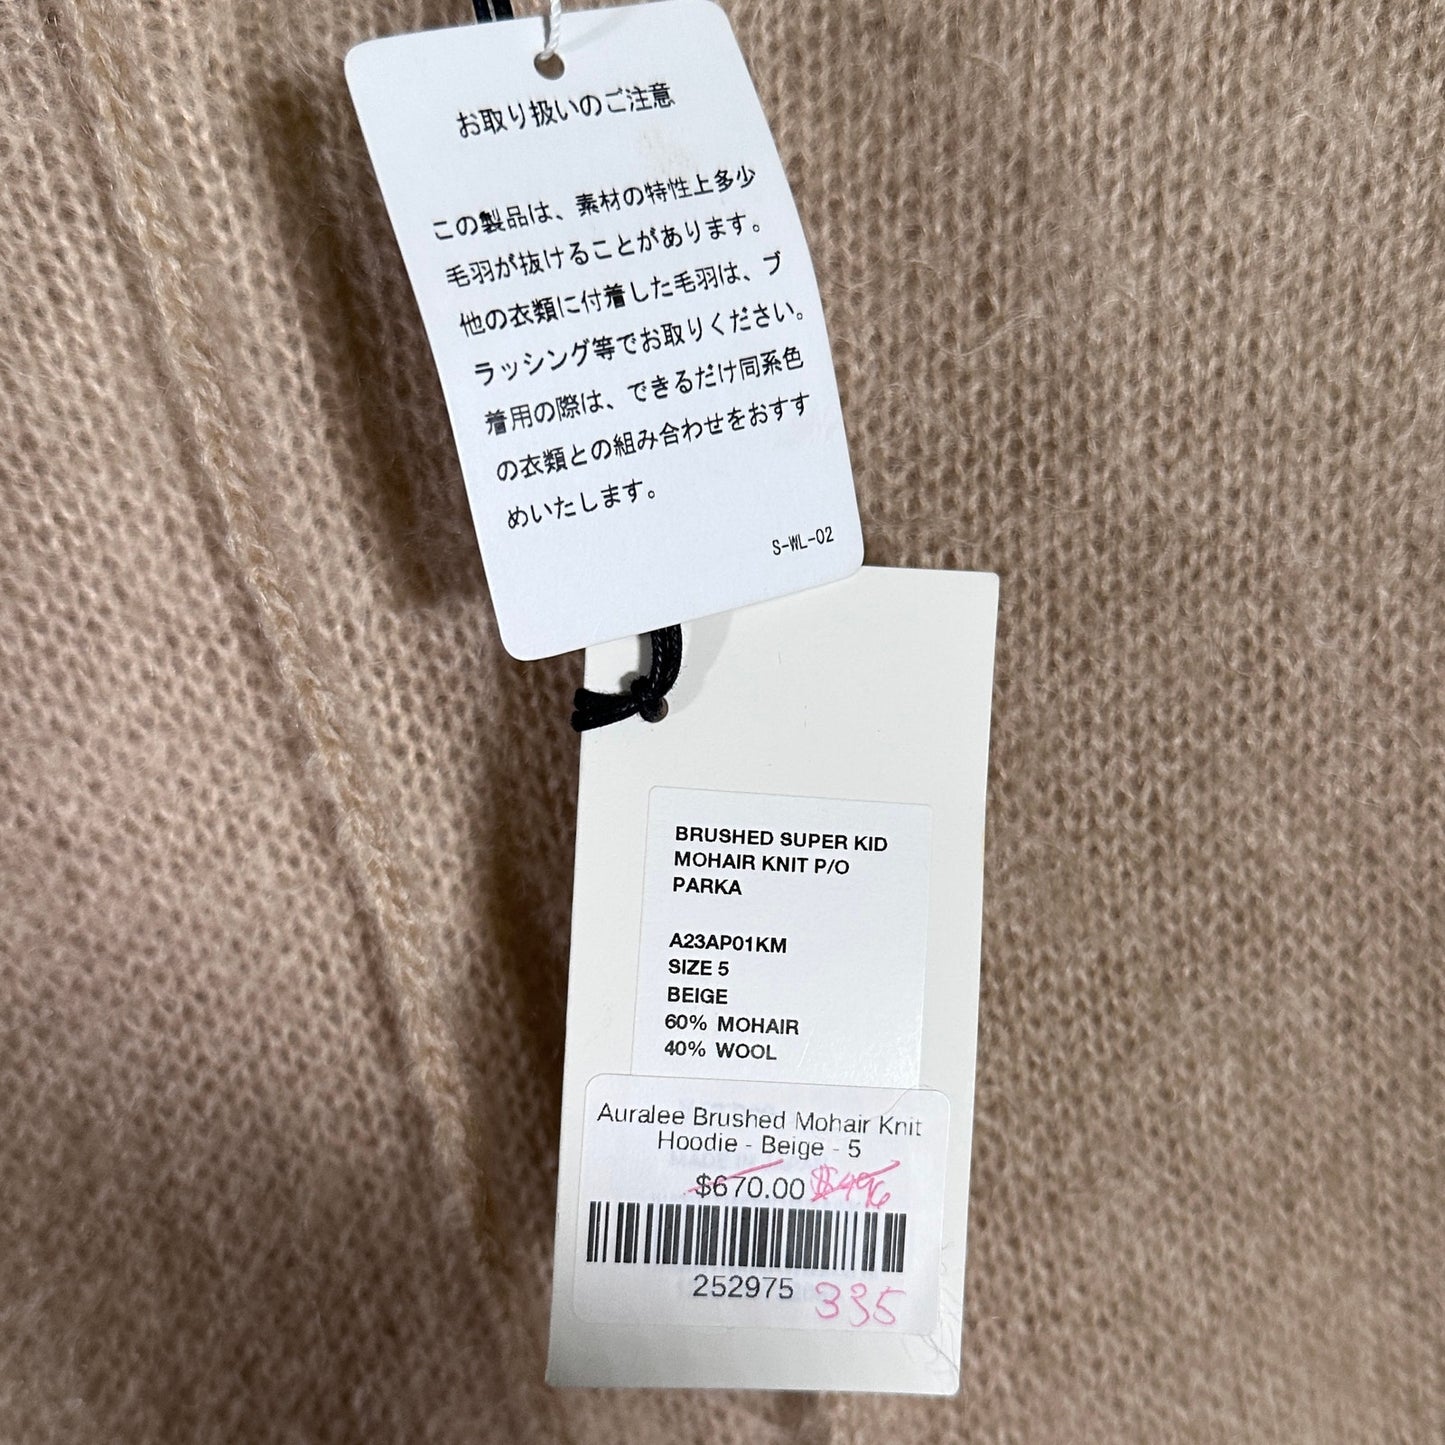 お取り扱いのご注意
この製品は、素材の特性上多少
毛羽が抜けることがあります。
他の衣類に付着した毛羽は、ブ
ラッシング等でお取りください。
着用の際は、できるだけ同系色
の衣類との組み合わせをおすす
めいたします。
S-WL-02
BRUSHED SUPER KID
MOHAIR KNIT P/O
PARKA
A23AP01KM
SIZE 5
BEIGE
60% MOHAIR
40% WOOL
Auralee Brushed Mohair Knit
Hoodie - Beige - 5
$670.00 $496
252975 335